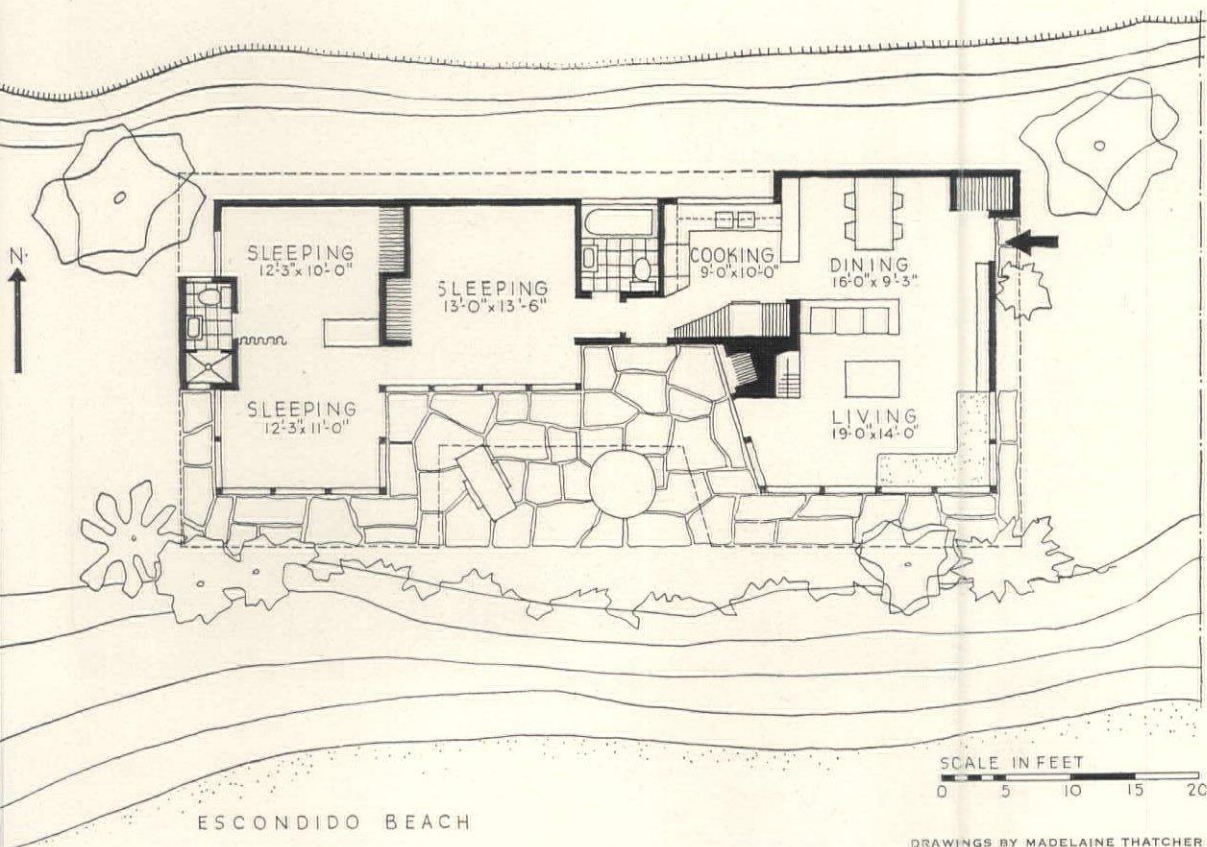 N.
SLEEPING
12'-3" x 10'-0"
SLEEPING
13'-0" x 13'-6"
COOKING
9'-0" x 10'-0"
DINING
16'-0" x 9'-3"
SLEEPING
12'-3" x 11'-0"
LIVING
19'-0" x 14'-0"
SCALE IN FEET
0 5 10 15 20
ESCONDIDO BEACH
DRAWINGS BY MADELAINE THATCHER